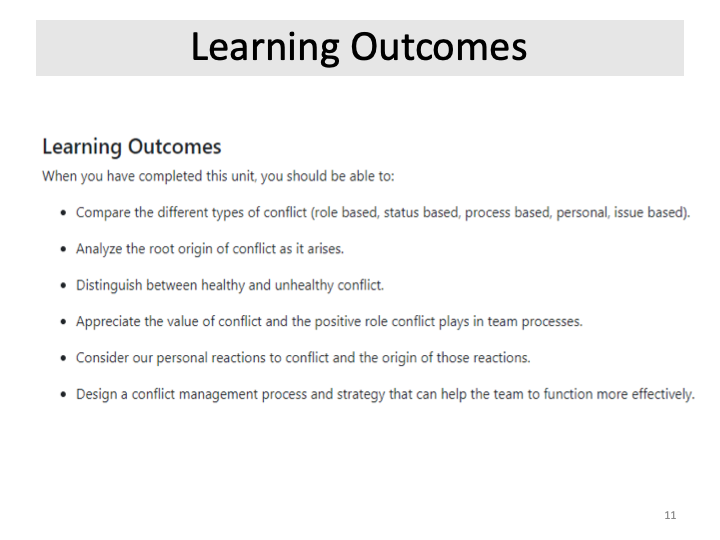 Learning Outcomes
Learning Outcomes
When you have completed this unit, you should be able to:
• Compare the different types of conflict (role based, status based, process based, personal, issue based).
• Analyze the root origin of conflict as it arises.
• Distinguish between healthy and unhealthy conflict.
• Appreciate the value of conflict and the positive role conflict plays in team processes.
• Consider our personal reactions to conflict and the origin of those reactions.
• Design a conflict management process and strategy that can help the team to function more effectively.
11